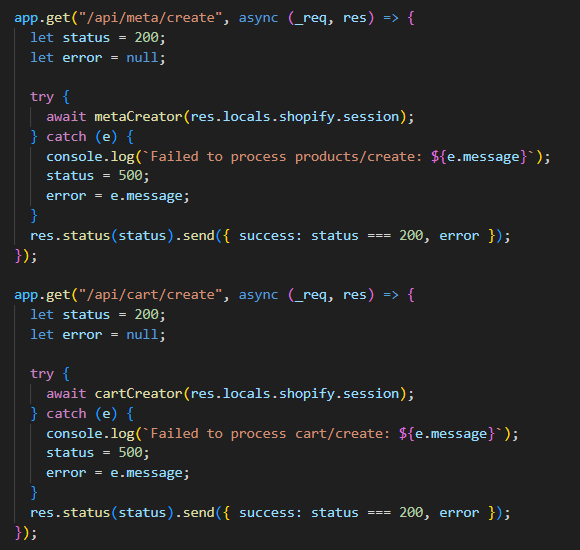 app.get("/api/meta/create", async (_req, res) => {
  let status = 200;
  let error = null;

  try {
    await metaCreator(res.locals.shopify.session);
  } catch (e) {
    console.log(`Failed to process products/create: ${e.message}`);
    status = 500;
    error = e.message;
  }
  res.status(status).send({ success: status === 200, error });
});

app.get("/api/cart/create", async (_req, res) => {
  let status = 200;
  let error = null;

  try {
    await cartCreator(res.locals.shopify.session);
  } catch (e) {
    console.log(`Failed to process cart/create: ${e.message}`);
    status = 500;
    error = e.message;
  }
  res.status(status).send({ success: status === 200, error });
});